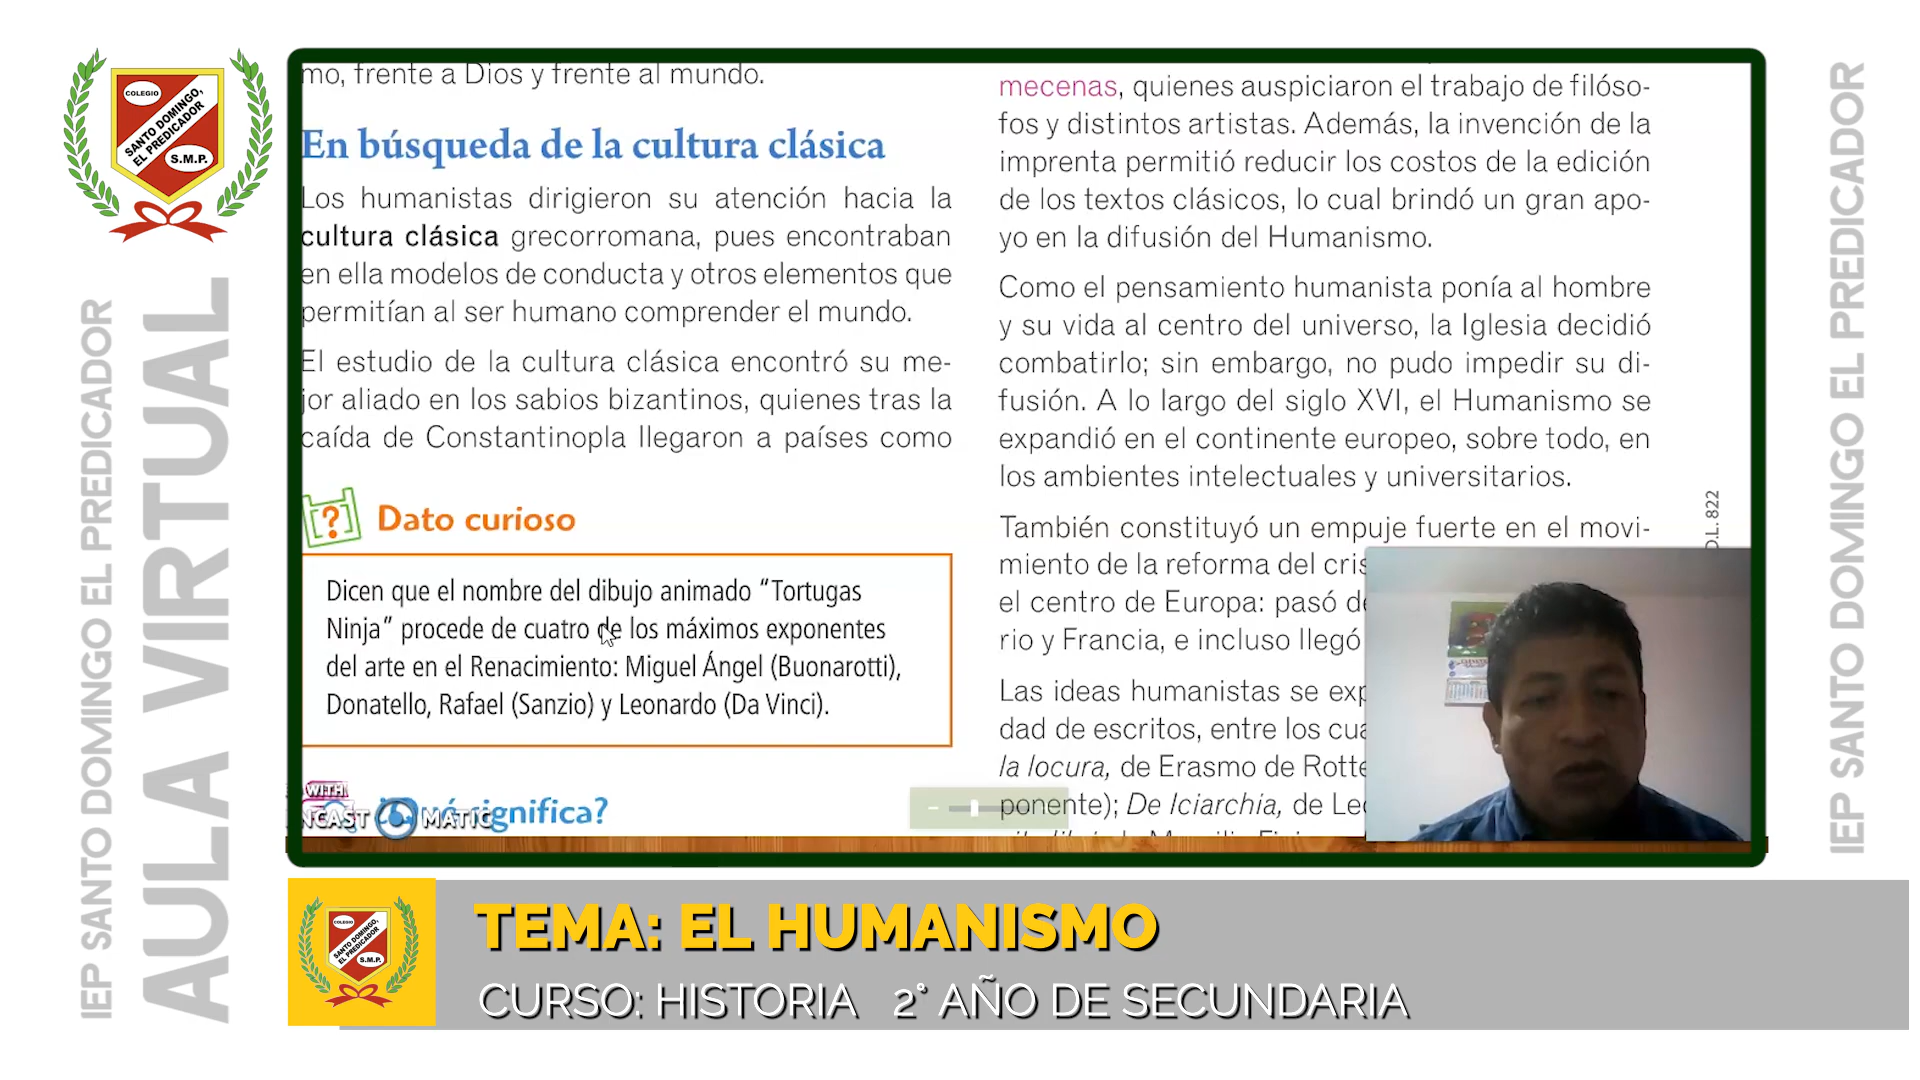 COLEGIO
SANTO DOMINGO,
EL PREDICADOR
S.M.P.
IEP SANTO DOMINGO EL PREDICADOR
AULA VIRTUAL
mo, frente a Dios y frente al mundo.
En búsqueda de la cultura clásica
Los humanistas dirigieron su atención hacia la
cultura clásica grecorromana, pues encontraban
en ella modelos de conducta y otros elementos que
permitían al ser humano comprender el mundo.
El estudio de la cultura clásica encontró su me-
jor aliado en los sabios bizantinos, quienes tras la
caída de Constantinopla llegaron a países como
Dato curioso
Dicen que el nombre del dibujo animado “Tortugas
Ninja” procede de cuatro de los máximos exponentes
del arte en el Renacimiento: Miguel Ángel (Buonarotti),
Donatello, Rafael (Sanzio) y Leonardo (Da Vinci).
WITH
NCAST MATIC
gnifica?
mecenas, quienes auspiciaron el trabajo de filóso-
fos y distintos artistas. Además, la invención de la
imprenta permitió reducir los costos de la edición
de los textos clásicos, lo cual brindó un gran apo-
yo en la difusión del Humanismo.
Como el pensamiento humanista ponía al hombre
y su vida al centro del universo, la Iglesia decidió
combatirlo; sin embargo, no pudo impedir su di-
fusión. A lo largo del siglo XVI, el Humanismo se
expandió en el continente europeo, sobre todo, en
los ambientes intelectuales y universitarios.
También constituyó un empuje fuerte en el movi-
miento de la reforma del cris
el centro de Europa: pasó de
rio y Francia, e incluso llegó
Las ideas humanistas se exp
dad de escritos, entre los cua
la locura, de Erasmo de Rotte
ponente); De Iciarchia, de Leo
D.L. 822
IEP SANTO DOMINGO EL PREDICADOR
COLEGIO
SANTO DOMINGO,
EL PREDICADOR
S.M.P.
TEMA: EL HUMANISMO
CURSO: HISTORIA 2° AÑO DE SECUNDARIA